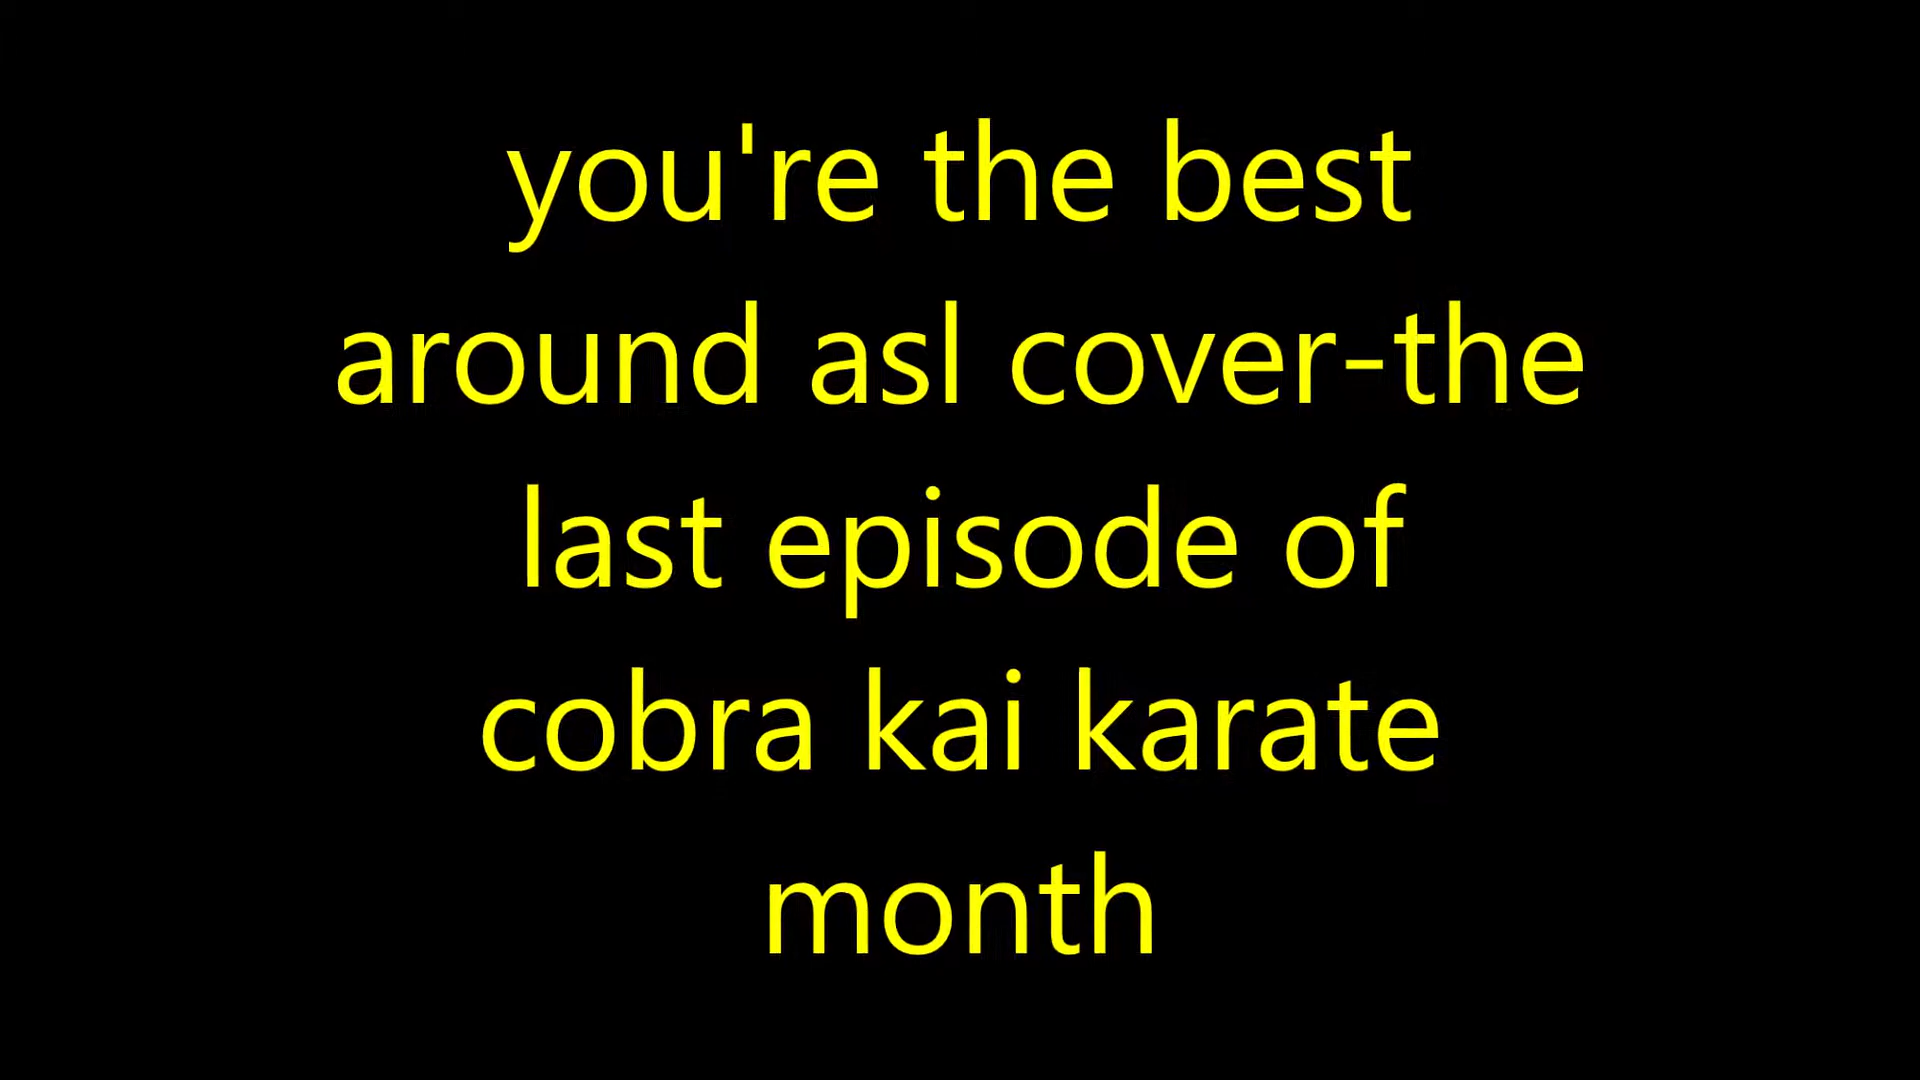 you're the best
around asl cover-the
last episode of
cobra kai karate
month